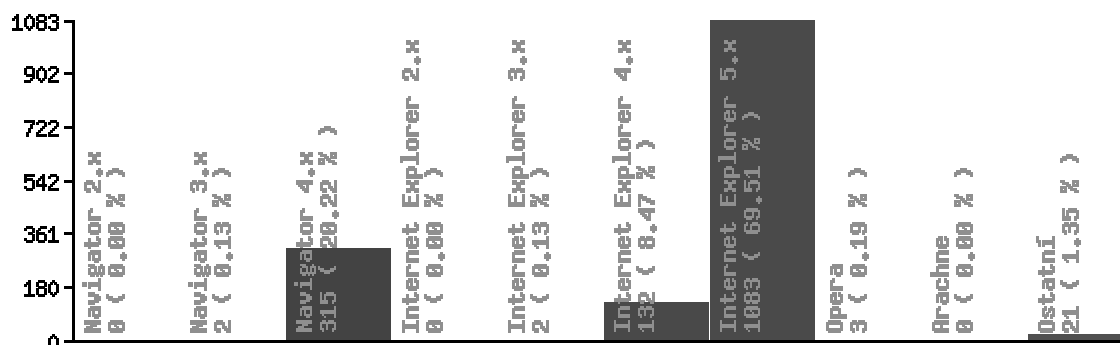 1083
902
722
542
361
180
0
Navigator 2.x
0 ( 0.00 % )
Navigator 3.x
2 ( 0.13 % )
Navigator 4.x
315 ( 20.22 % )
Internet Explorer 2.x
0 ( 0.00 % )
Internet Explorer 3.x
2 ( 0.13 % )
Internet Explorer 4.x
132 ( 8.47 % )
Internet Explorer 5.x
1083 ( 69.51 % )
Opera
3 ( 0.19 % )
Arachne
0 ( 0.00 % )
Ostatní
21 ( 1.35 % )